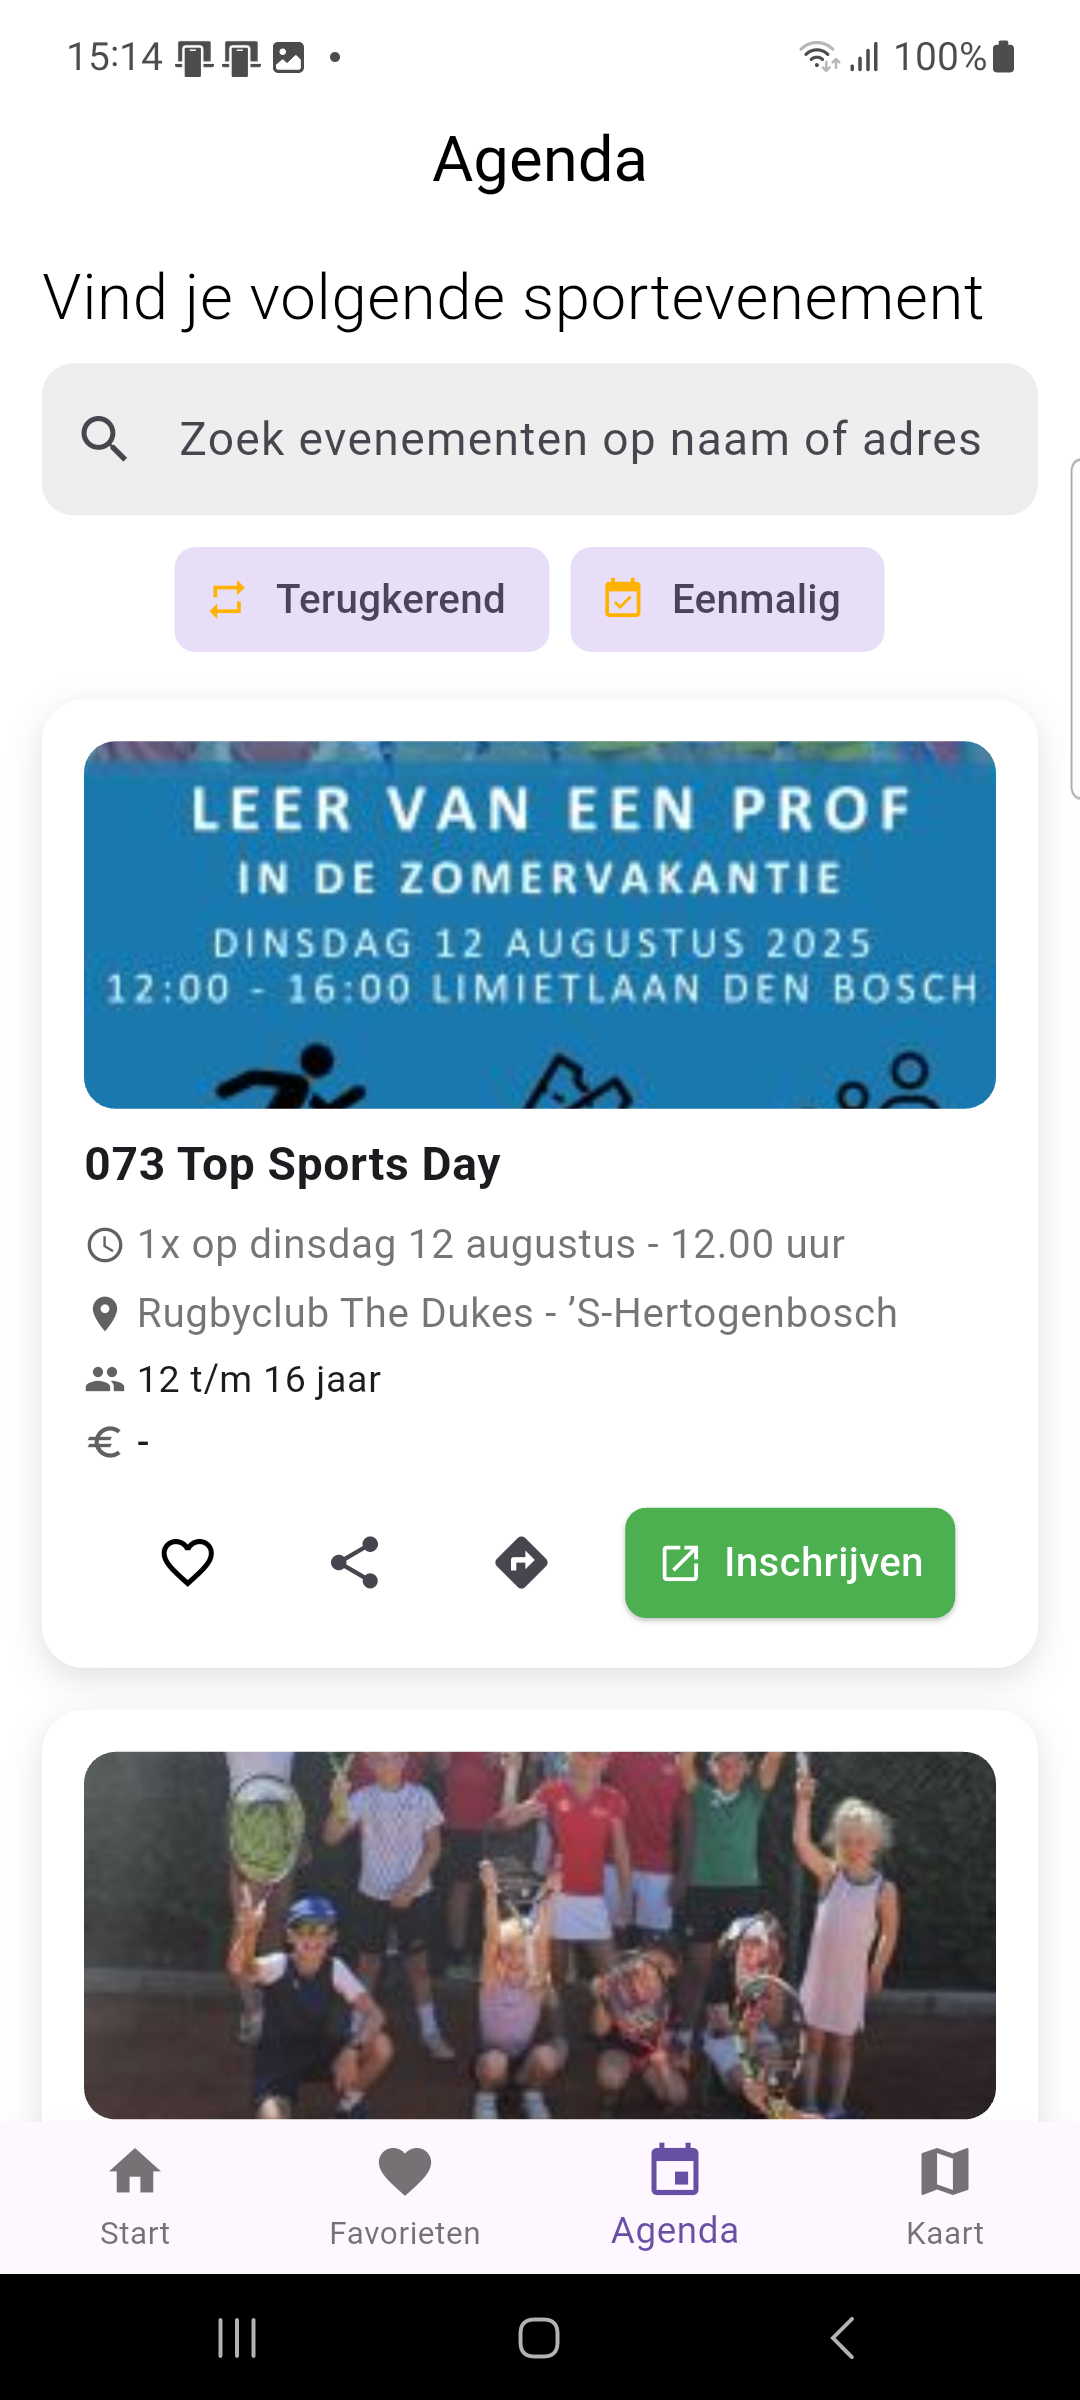 15:14
100%
Agenda
Vind je volgende sportevenement
Zoek evenementen op naam of adres
Terugkerend
Eenmalig
LEER VAN EEN PROF
IN DE ZOMERVAKANTIE
DINSDAG 12 AUGUSTUS 2025
12:00 - 16:00 LIMIETLAAN DEN BOSCH
073 Top Sports Day
1x op dinsdag 12 augustus - 12.00 uur
Rugbyclub The Dukes - ’S-Hertogenbosch
12 t/m 16 jaar
€ -
Inschrijven
Start
Favorieten
Agenda
Kaart